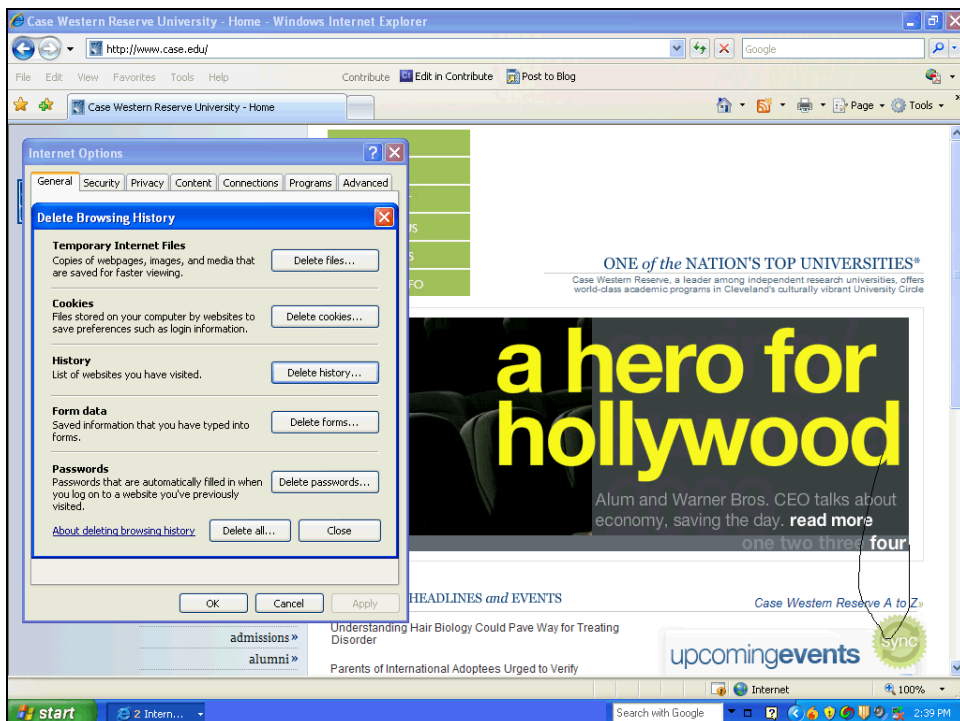 Case Western Reserve University - Home - Windows Internet Explorer
http://www.case.edu/
Google
File Edit View Favorites Tools Help
Contribute Edit in Contribute Post to Blog
Case Western Reserve University - Home
Page Tools »
Internet Options
General Security Privacy Content Connections Programs Advanced
Delete Browsing History
Temporary Internet Files
Copies of webpages, images, and media that
are saved for faster viewing.
Delete files...
Cookies
Files stored on your computer by websites to
save preferences such as login information.
Delete cookies...
History
List of websites you have visited.
Delete history...
Form data
Saved information that you have typed into
forms.
Delete forms...
Passwords
Passwords that are automatically filled in when
you log on to a website you've previously
visited.
Delete passwords...
About deleting browsing history Delete all... Close
OK Cancel Apply
ONE of the NATION'S TOP UNIVERSITIES*
Case Western Reserve, a leader among independent research universities, offers
world-class academic programs in Cleveland's culturally vibrant University Circle
a hero for
hollywood
Alum and Warner Bros. CEO talks about
economy, saving the day. read more
one two three four
HEADLINES and EVENTS
Case Western Reserve A to Z»
Understanding Hair Biology Could Pave Way for Treating
Disorder
Parents of International Adoptees Urged to Verify
admissions »
alumni »
upcomingevents
sync
Internet 100%
start 2 Intern... Search with Google 2:39 PM